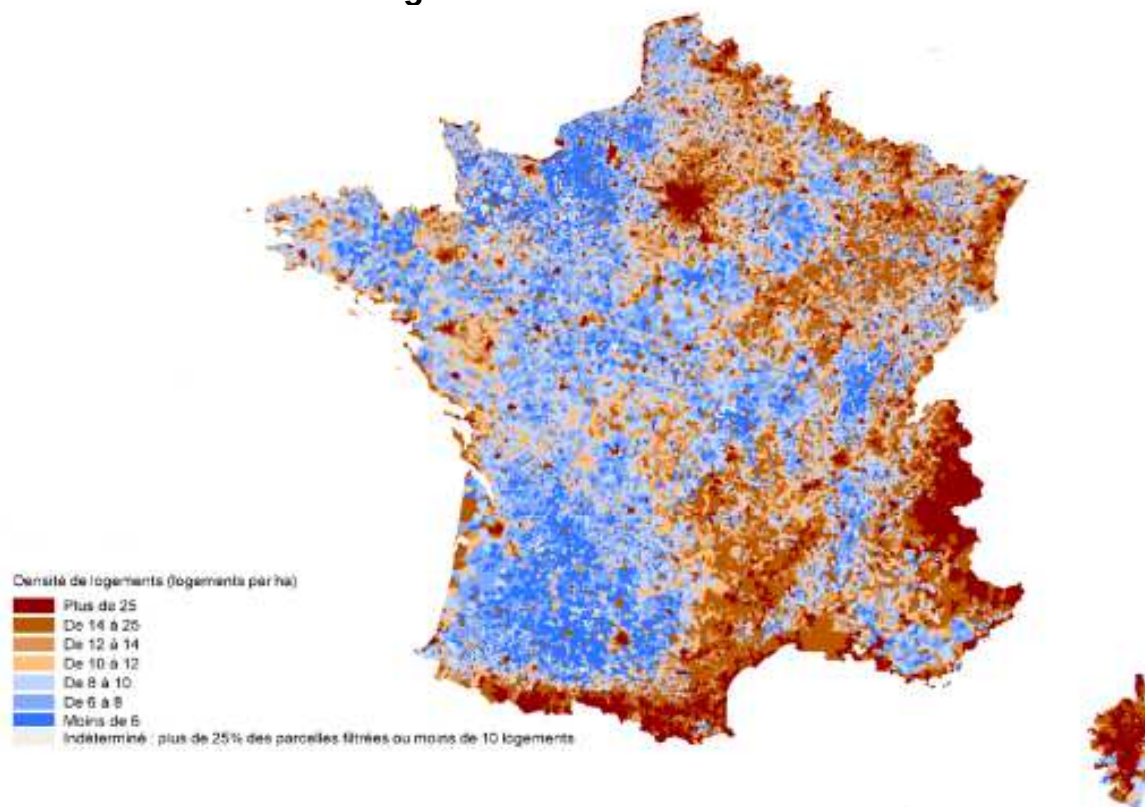 Densité de logements (logements par ha)
Plus de 25
De 14 à 25
De 12 à 14
De 10 à 12
De 8 à 10
De 6 à 8
Moins de 6
Indéterminé : plus de 25% des parcelles filtrées ou moins de 10 logements